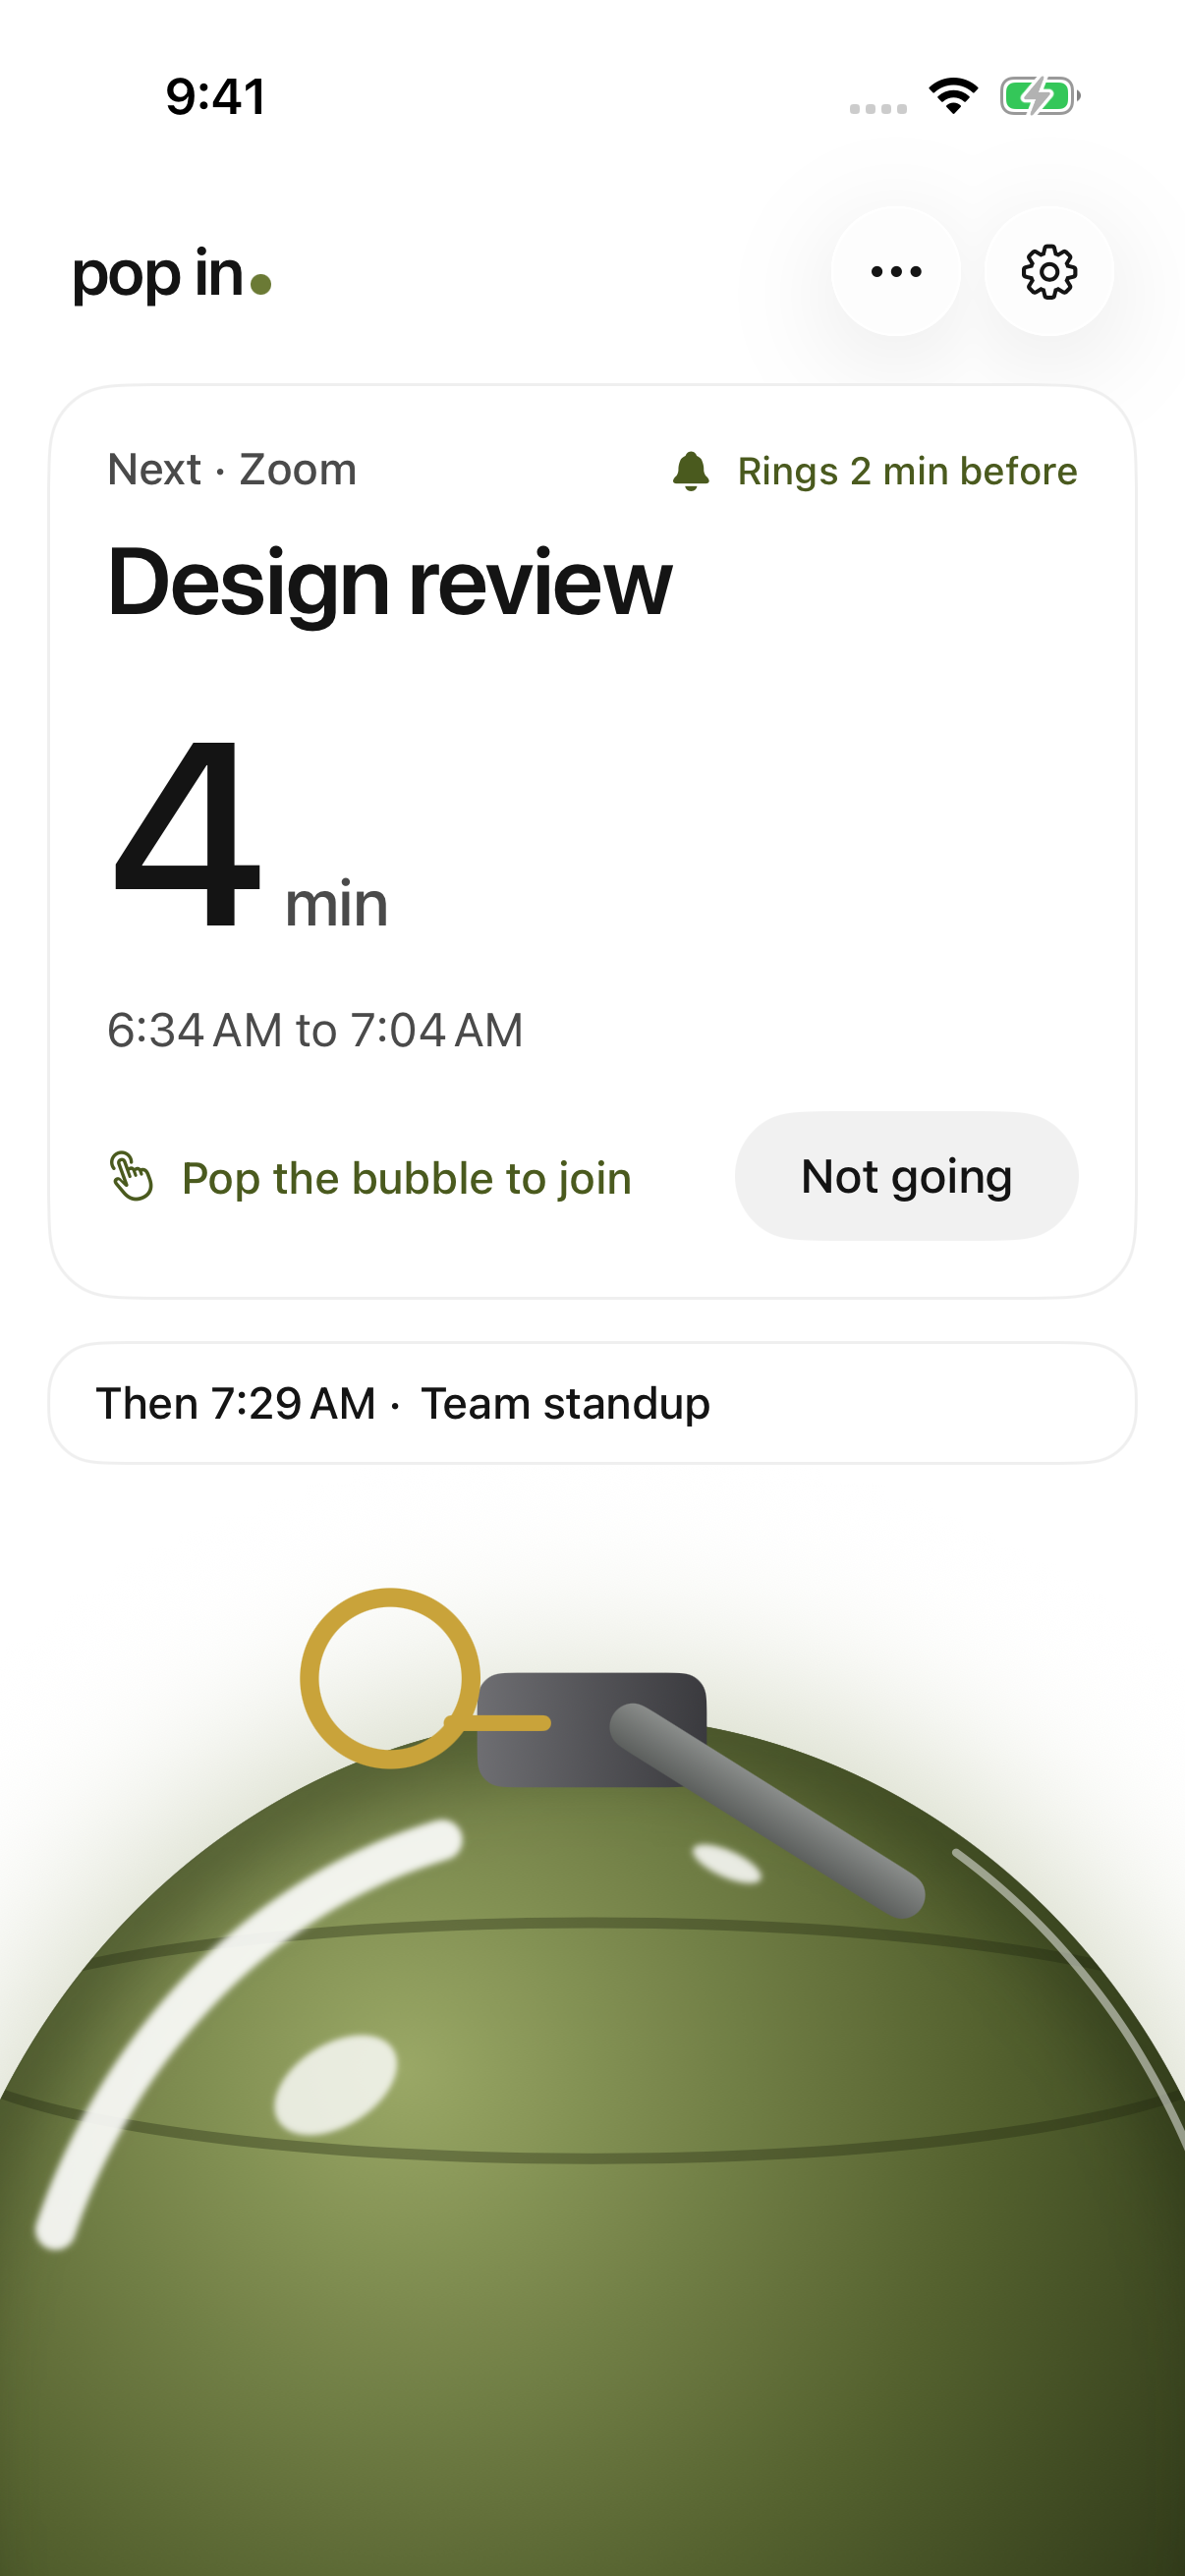 9:41
pop in
Next · Zoom
Rings 2 min before
Design review
4 min
6:34 AM to 7:04 AM
Pop the bubble to join
Not going
Then 7:29 AM · Team standup